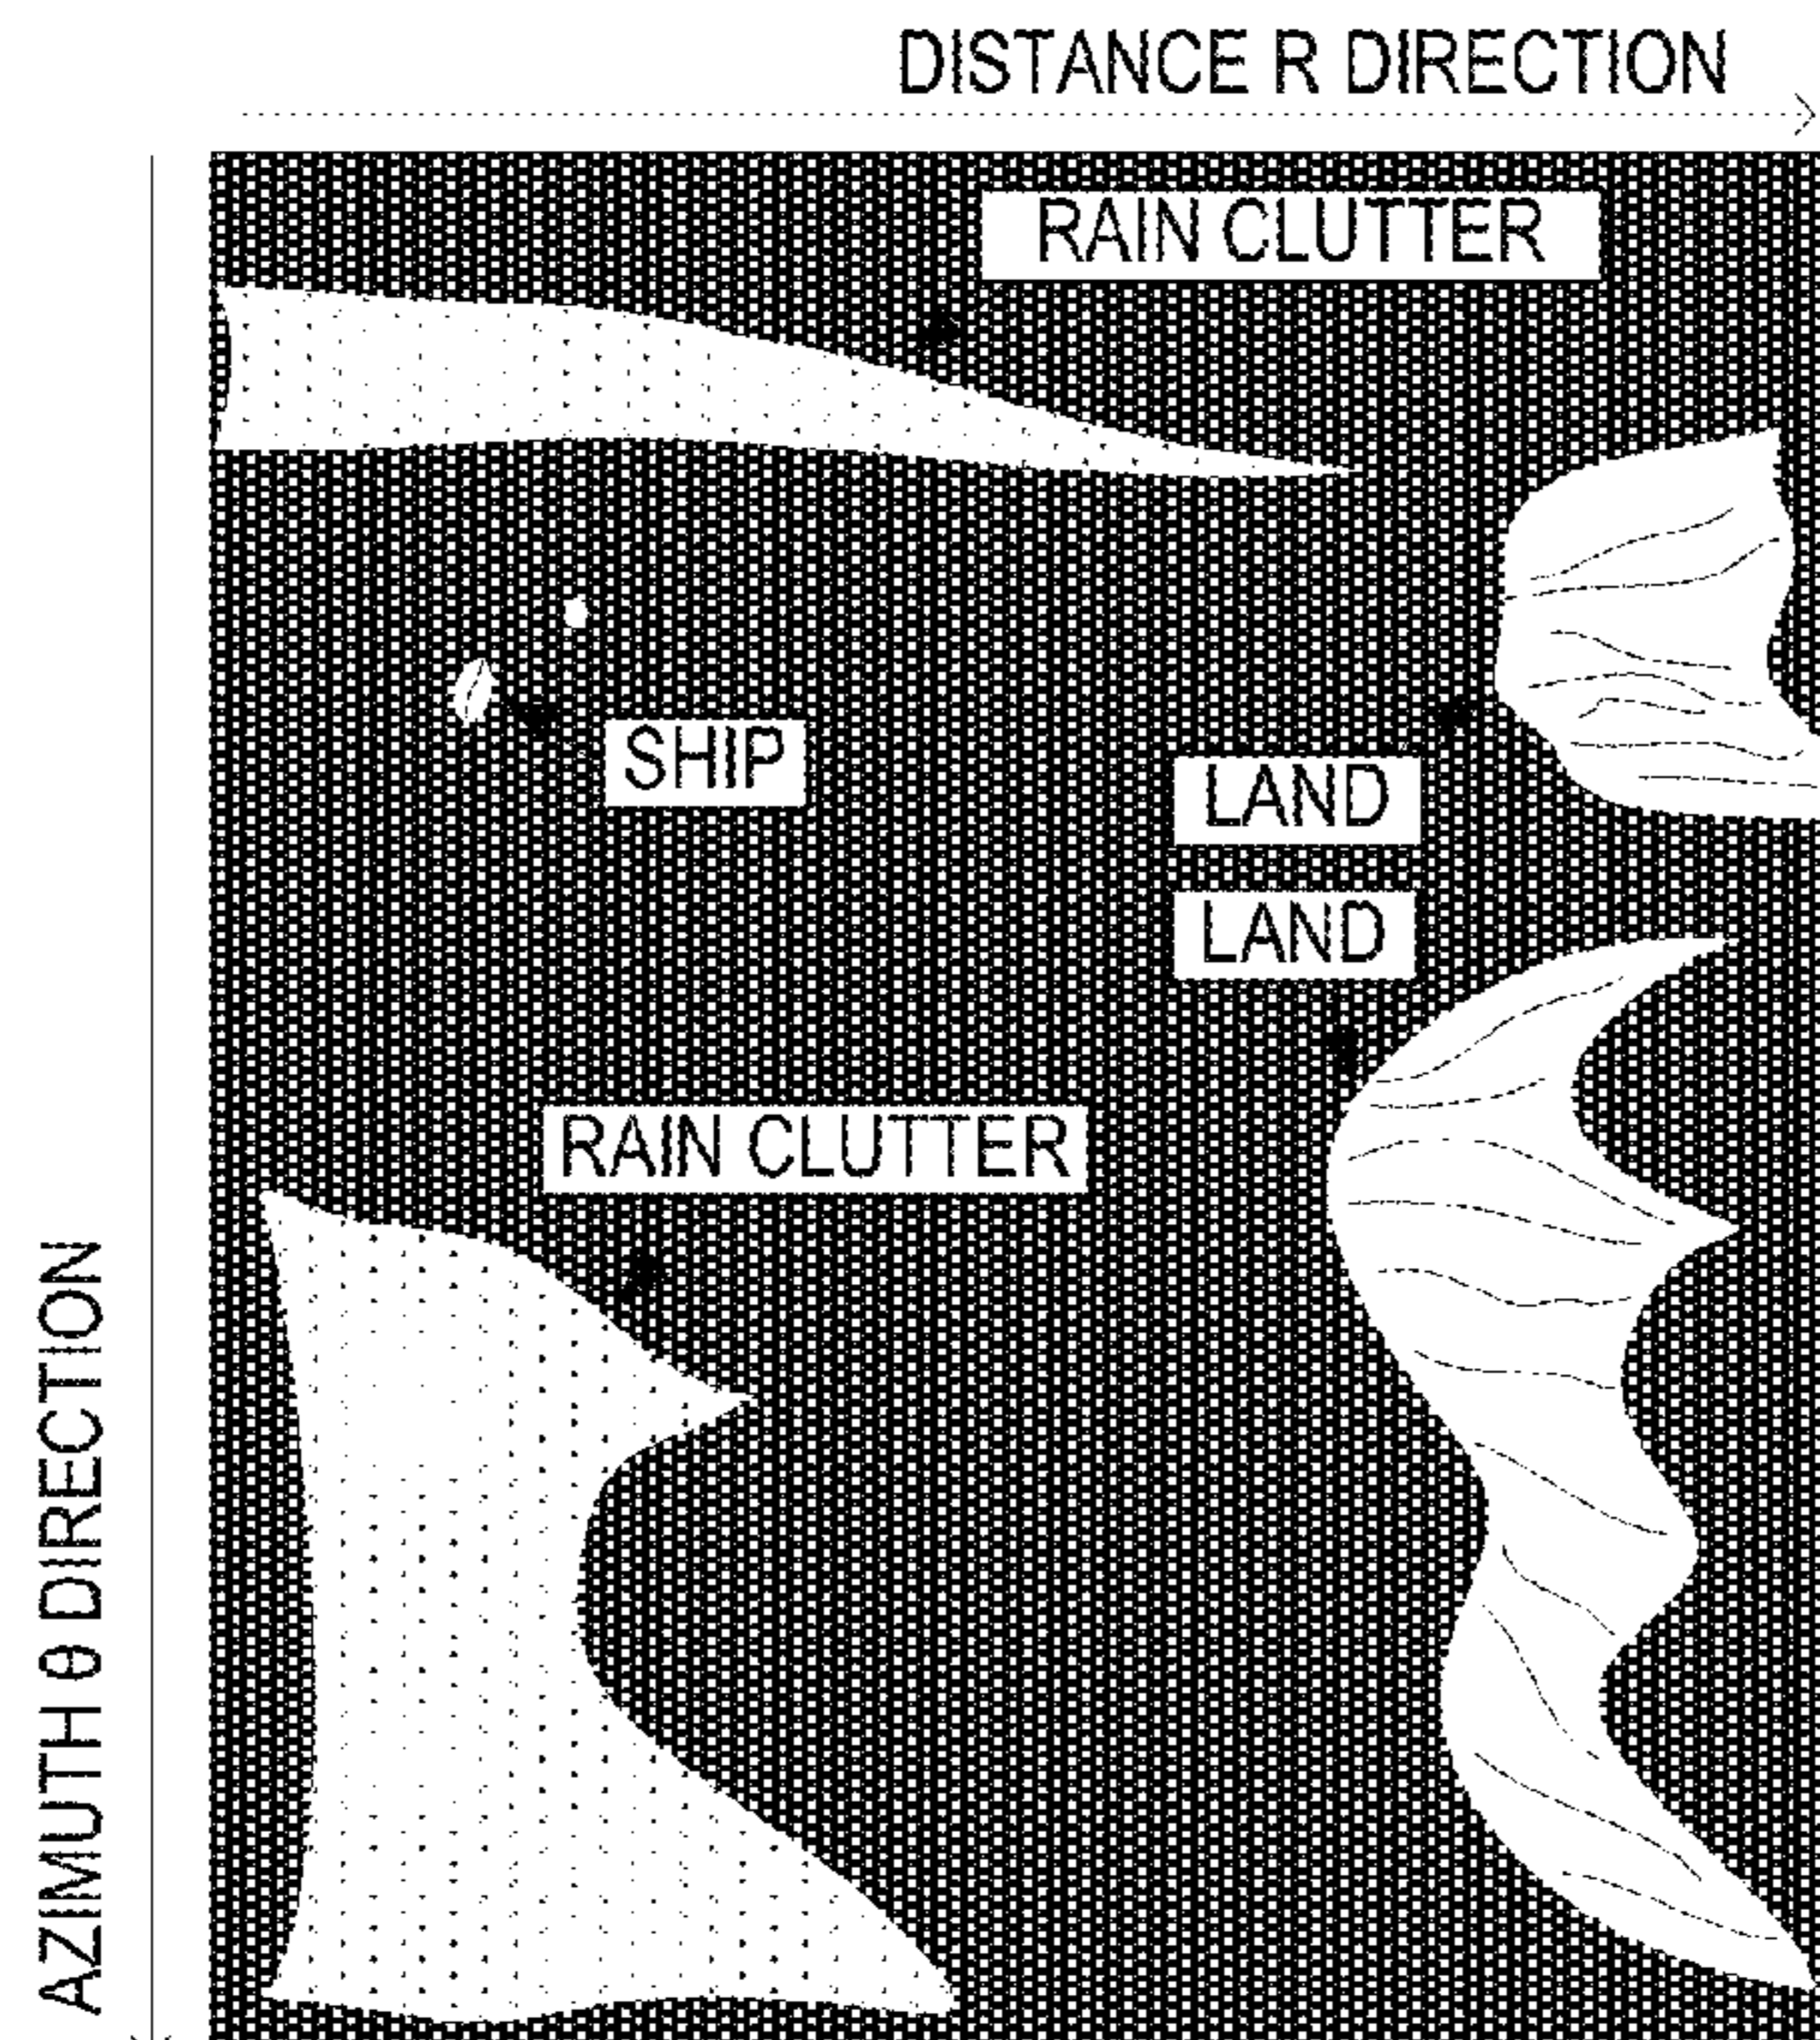 DISTANCE R DIRECTION
RAIN CLUTTER
SHIP
LAND
LAND
RAIN CLUTTER
AZIMUTH θ DIRECTION